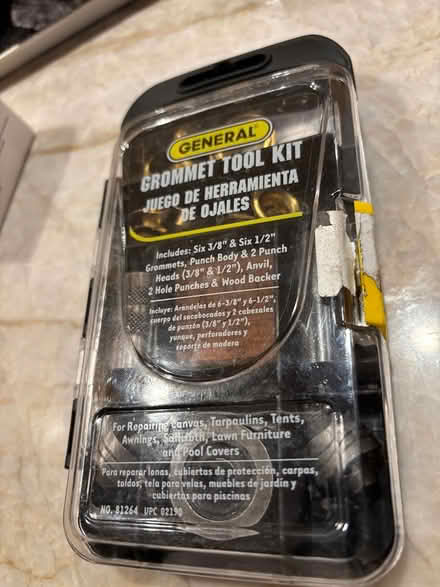 GENERAL®
GROMMET TOOL KIT
JUEGO DE HERRAMIENTA
DE OJALES
Includes: Six 3/8" & Six 1/2"
Grommets, Punch Body & 2 Punch
Heads (3/8" & 1/2"), Anvil,
2 Hole Punches & Wood Backer
Incluye: Arandelas de 6-3/8" y 6-1/2",
cuerpo del sacabocados y 2 cabezales
de punzón (3/8" y 1/2"),
yunque, perforadores y
soporte de madera
For Repairing Canvas, Tarpaulins, Tents,
Awnings, Sailcloth, Lawn Furniture
and Pool Covers
Para reparar lonas, cubiertas de protección, carpas,
toldos, tela para velas, muebles de jardín y
cubiertas para piscinas
NO. 81264 UPC 02190